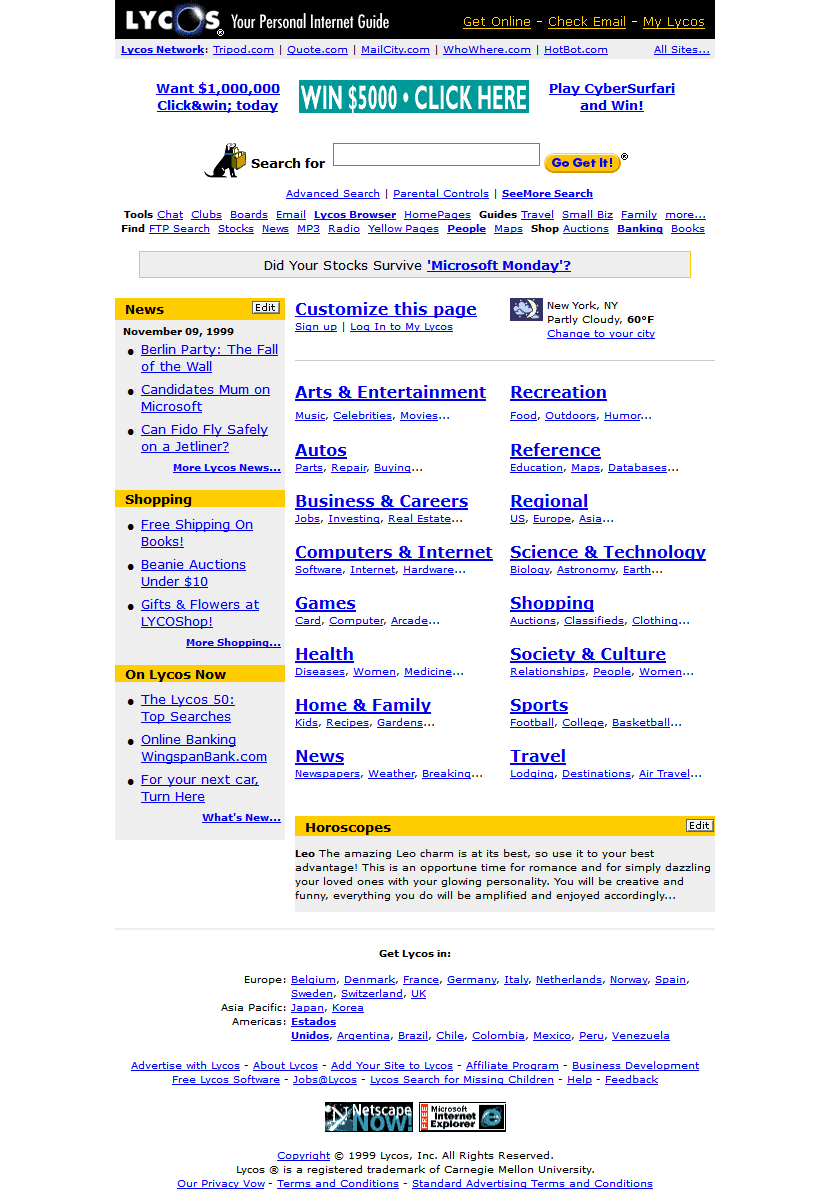 LYCOS® Your Personal Internet Guide Get Online - Check Email - My Lycos
Lycos Network: Tripod.com | Quote.com | MailCity.com | WhoWhere.com | HotBot.com All Sites...
Want $1,000,000
Click&win; today
WIN $5000 • CLICK HERE
Play CyberSurfari
and Win!
Search for Go Get It!®
Advanced Search | Parental Controls | SeeMore Search
Tools Chat Clubs Boards Email Lycos Browser HomePages Guides Travel Small Biz Family more...
Find FTP Search Stocks News MP3 Radio Yellow Pages People Maps Shop Auctions Banking Books
Did Your Stocks Survive 'Microsoft Monday'?
News Edit
November 09, 1999
• Berlin Party: The Fall
of the Wall
• Candidates Mum on
Microsoft
• Can Fido Fly Safely
on a Jetliner?
More Lycos News...
Shopping
• Free Shipping On
Books!
• Beanie Auctions
Under $10
• Gifts & Flowers at
LYCOShop!
More Shopping...
On Lycos Now
• The Lycos 50:
Top Searches
• Online Banking
WingspanBank.com
• For your next car,
Turn Here
What's New...
Customize this page
Sign up | Log In to My Lycos
New York, NY
Partly Cloudy, 60°F
Change to your city
Arts & Entertainment
Music, Celebrities, Movies...
Autos
Parts, Repair, Buying...
Business & Careers
Jobs, Investing, Real Estate...
Computers & Internet
Software, Internet, Hardware...
Games
Card, Computer, Arcade...
Health
Diseases, Women, Medicine...
Home & Family
Kids, Recipes, Gardens...
News
Newspapers, Weather, Breaking...
Recreation
Food, Outdoors, Humor...
Reference
Education, Maps, Databases...
Regional
US, Europe, Asia...
Science & Technology
Biology, Astronomy, Earth...
Shopping
Auctions, Classifieds, Clothing...
Society & Culture
Relationships, People, Women...
Sports
Football, College, Basketball...
Travel
Lodging, Destinations, Air Travel...
Horoscopes Edit
Leo The amazing Leo charm is at its best, so use it to your best
advantage! This is an opportune time for romance and for simply dazzling
your loved ones with your glowing personality. You will be creative and
funny, everything you do will be amplified and enjoyed accordingly...
Get Lycos in:
Europe: Belgium, Denmark, France, Germany, Italy, Netherlands, Norway, Spain,
Sweden, Switzerland, UK
Asia Pacific: Japan, Korea
Americas: Estados
Unidos, Argentina, Brazil, Chile, Colombia, Mexico, Peru, Venezuela
Advertise with Lycos - About Lycos - Add Your Site to Lycos - Affiliate Program - Business Development
Free Lycos Software - Jobs@Lycos - Lycos Search for Missing Children - Help - Feedback
Netscape
Now!
FREE
Microsoft
Internet
Explorer
Copyright © 1999 Lycos, Inc. All Rights Reserved.
Lycos ® is a registered trademark of Carnegie Mellon University.
Our Privacy Vow - Terms and Conditions - Standard Advertising Terms and Conditions